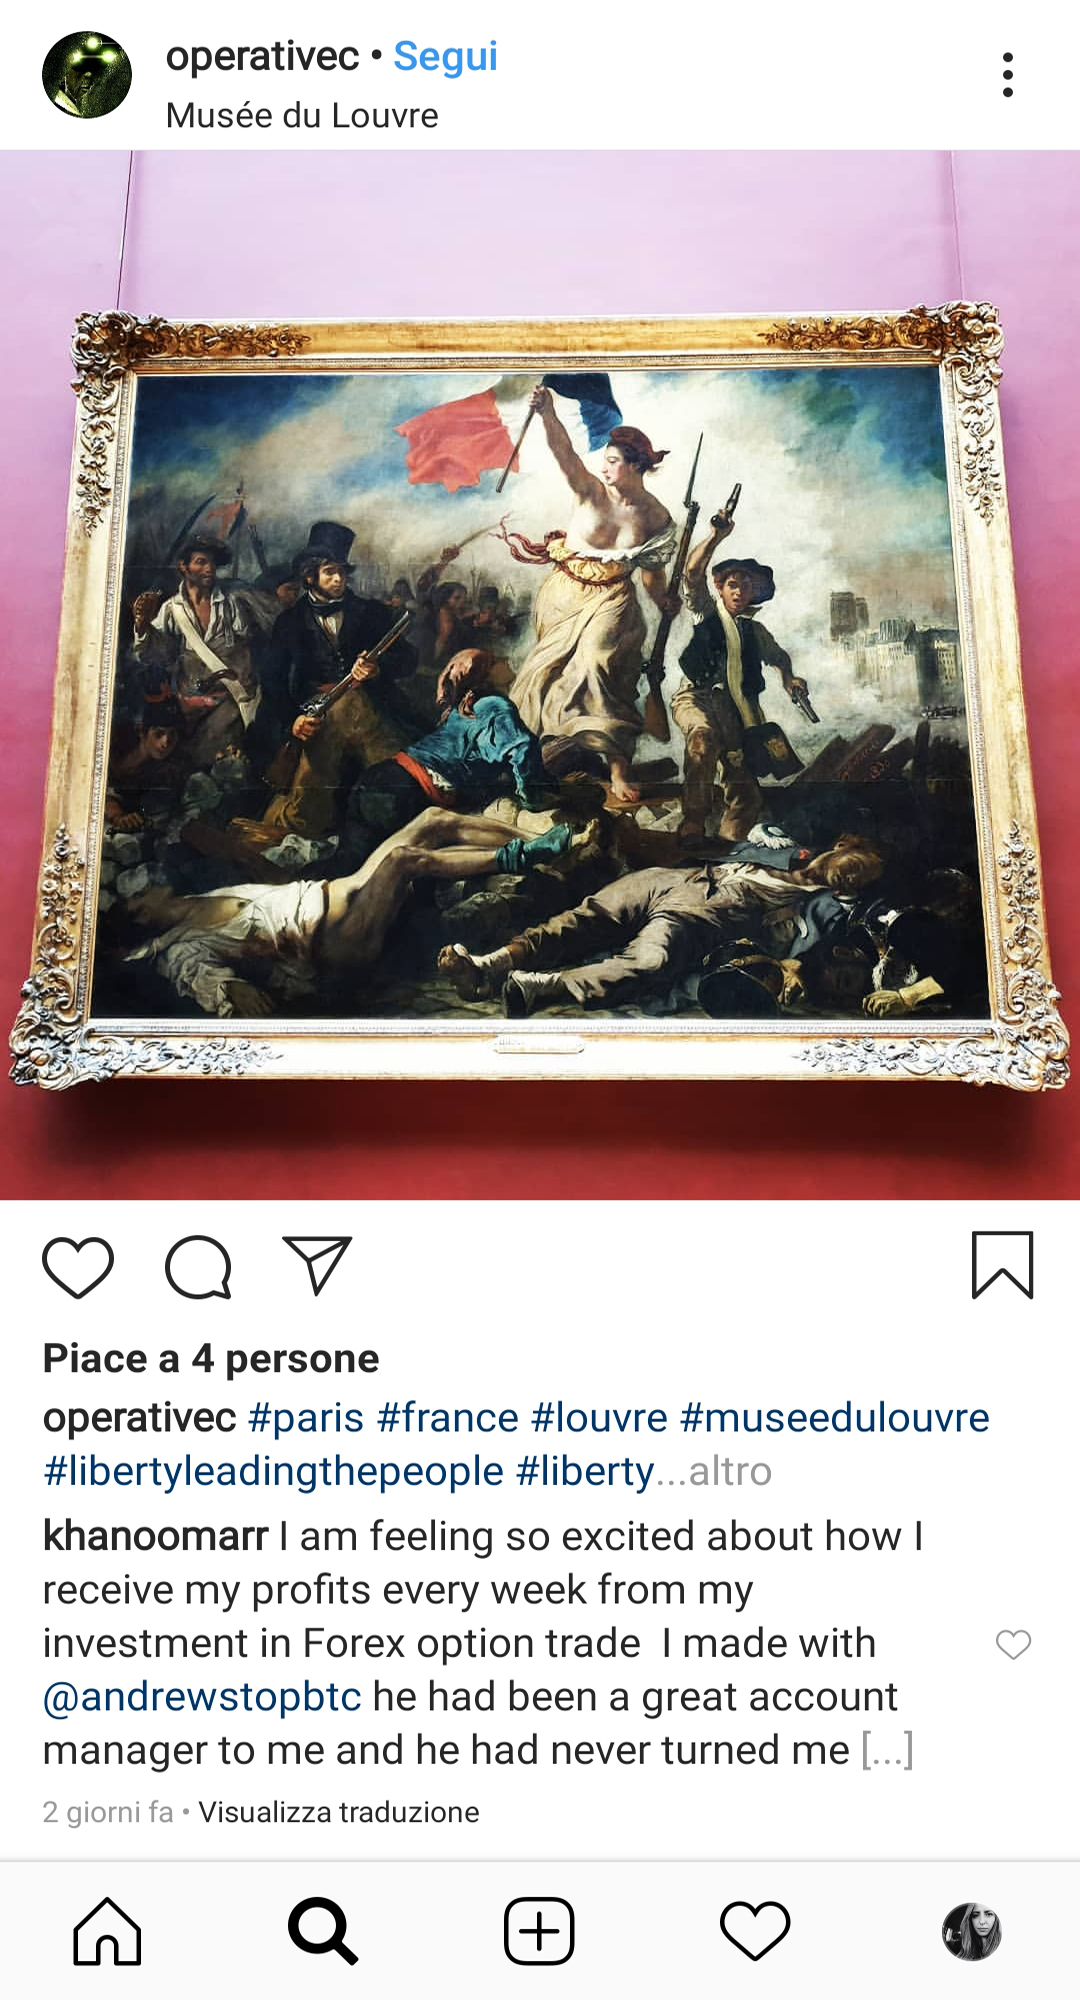 operativec • Segui
Musée du Louvre
Piace a 4 persone
operativec #paris #france #louvre #museedulouvre
#libertyleadingthepeople #liberty...altro
khanoomarr I am feeling so excited about how I
receive my profits every week from my
investment in Forex option trade  I made with
@andrewstopbtc he had been a great account
manager to me and he had never turned me [...]
2 giorni fa • Visualizza traduzione